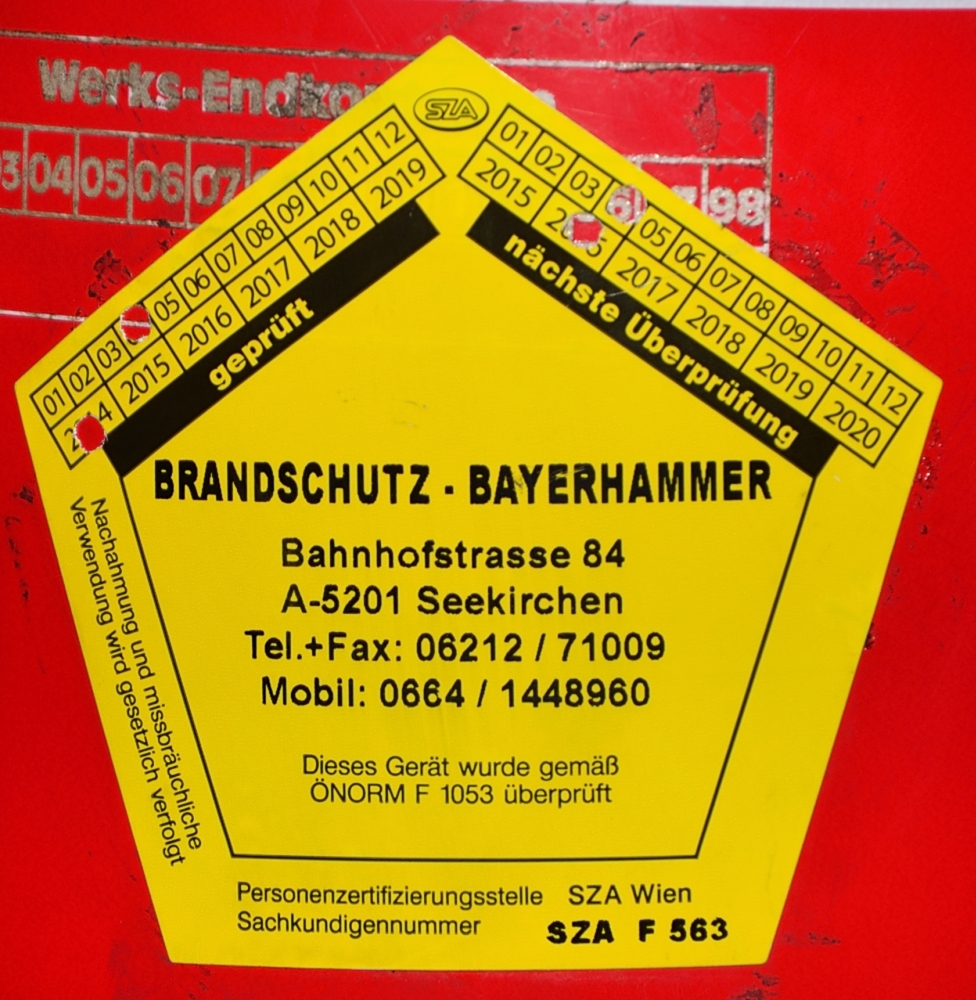 Werks-Endko
04 05 06 07
98
SZA
01 02 03 05 06 07 08 09 10 11 12
2015 2016 2017 2018 2019
geprüft
01 02 03 05 06 07 08 09 10 11 12
2015 2017 2018 2019 2020
nächste Überprüfung
BRANDSCHUTZ - BAYERHAMMER
Bahnhofstrasse 84
A-5201 Seekirchen
Tel.+Fax: 06212 / 71009
Mobil: 0664 / 1448960
Dieses Gerät wurde gemäß
ÖNORM F 1053 überprüft
Nachahmung und missbräuchliche
Verwendung wird gesetzlich verfolgt
Personenzertifizierungsstelle SZA Wien
Sachkundigennummer SZA F 563